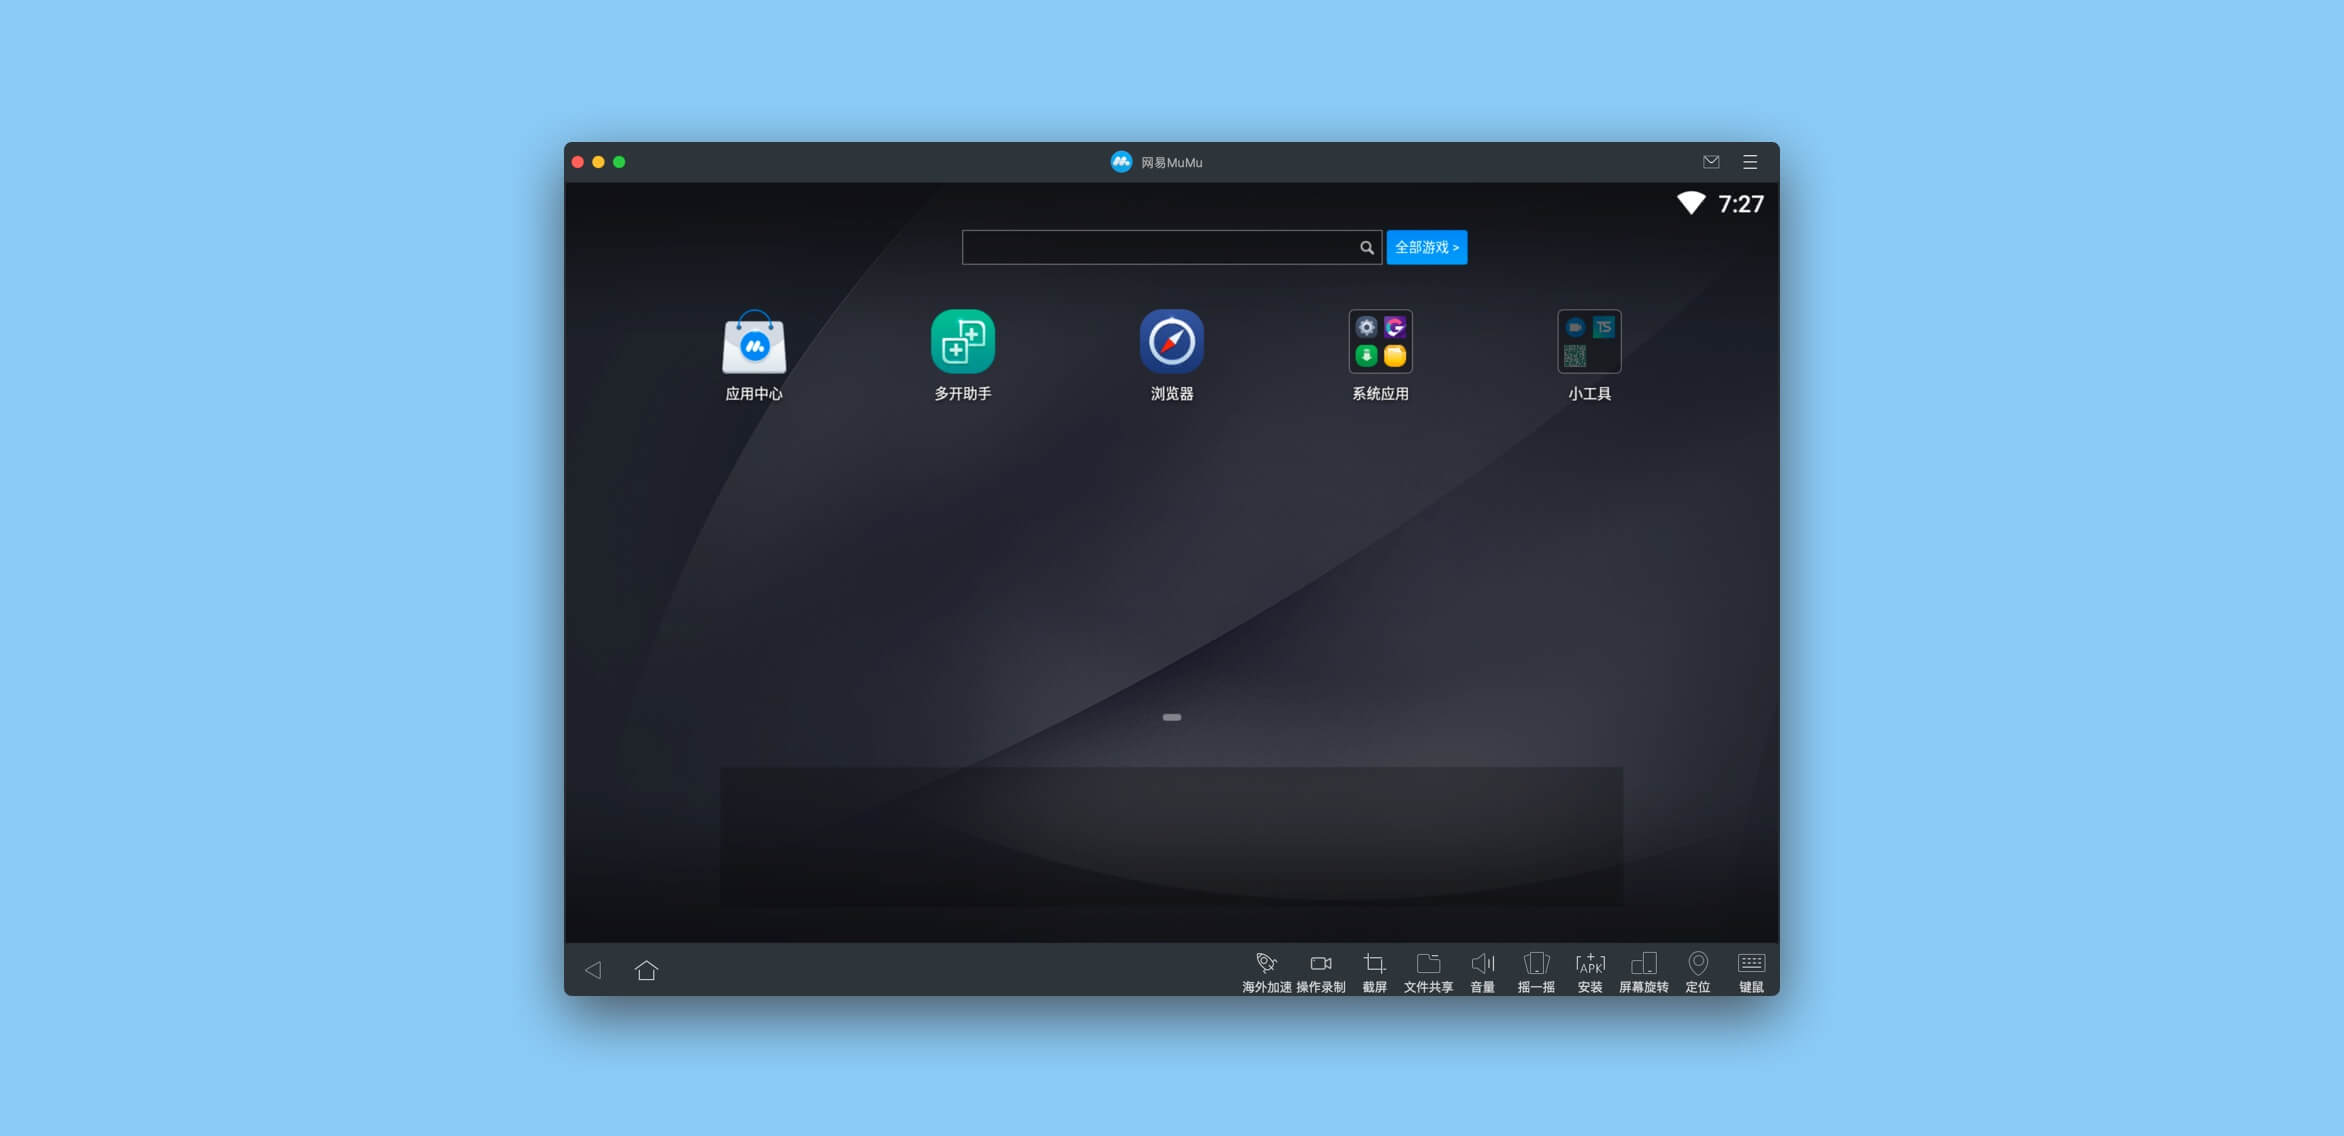 网易MuMu
7:27
全部游戏 >
应用中心
多开助手
浏览器
系统应用
TS
小工具
APK
海外加速 操作录制 截屏 文件共享 音量 摇一摇 安装 屏幕旋转 定位 键鼠